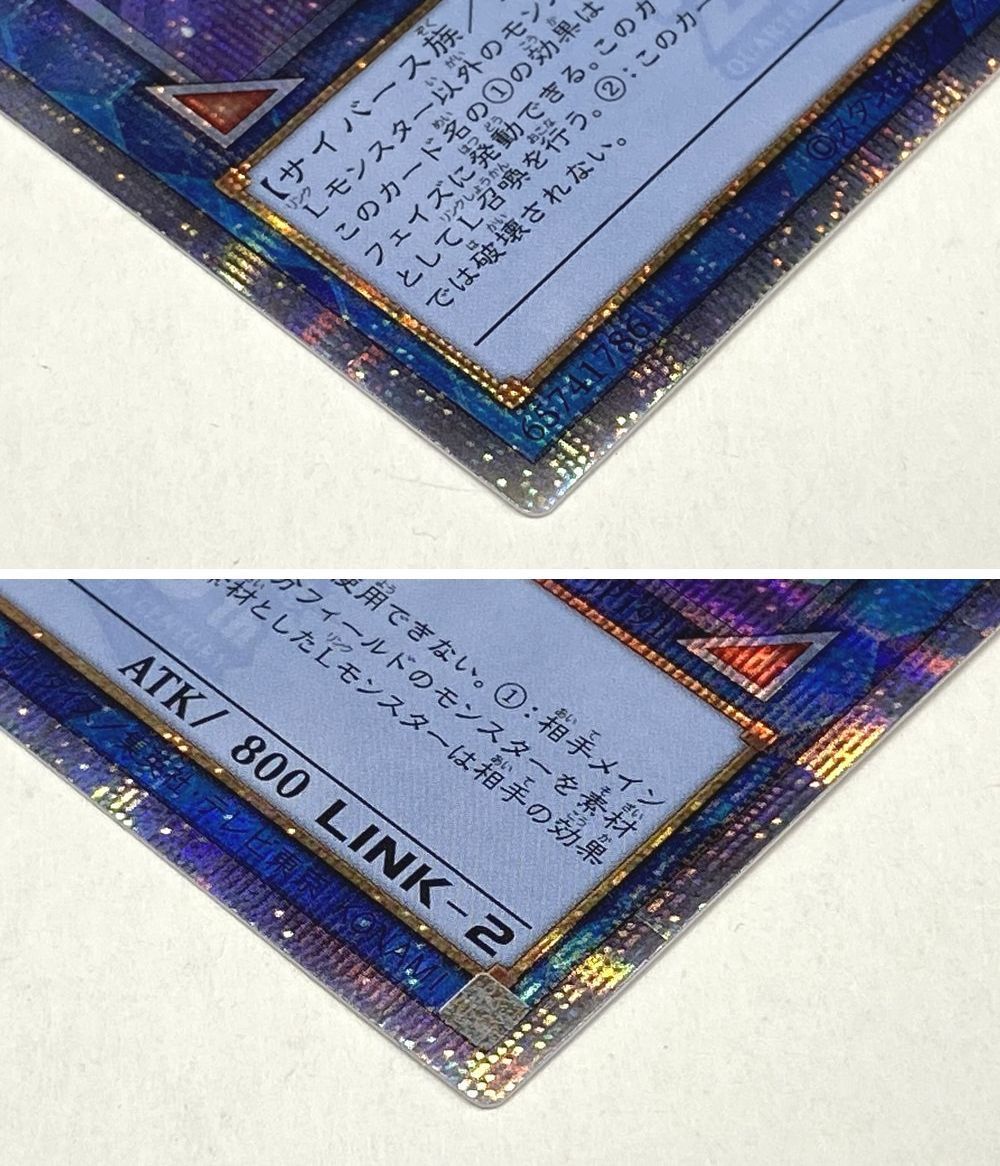 【サイバース族/
Lモンスター以外のモン
このカード名の①の効果は
フェイズに発動できる。このカ
としてL召喚を行う。②:このカー
では破壊されない。
65741786
©スタジオ
使用できない。①:相手メイン
分フィールドのモンスターを素材
素材としたLモンスターは相手の効果
ATK/ 800 LINK-2
テレビ東京・KONAMI